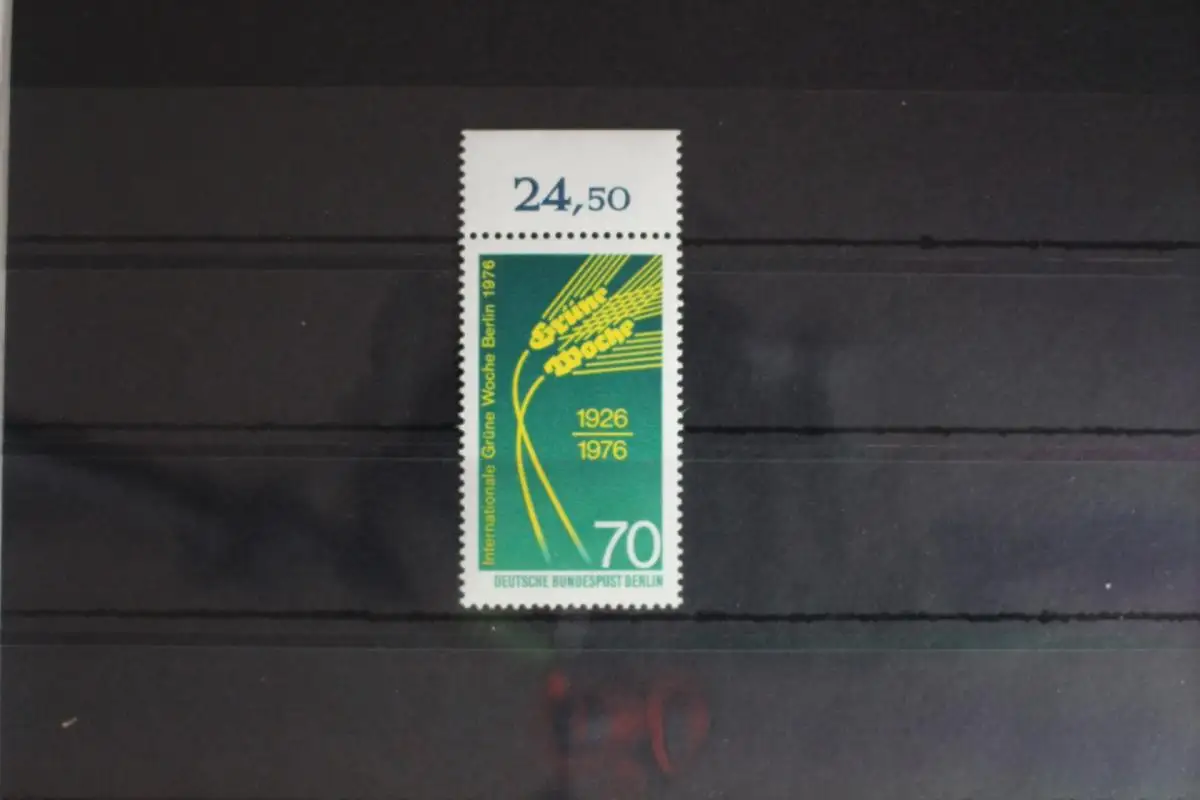 24,50
Internationale Grüne Woche Berlin 1976
Grüne
Woche
1926
1976
70
DEUTSCHE BUNDESPOST BERLIN